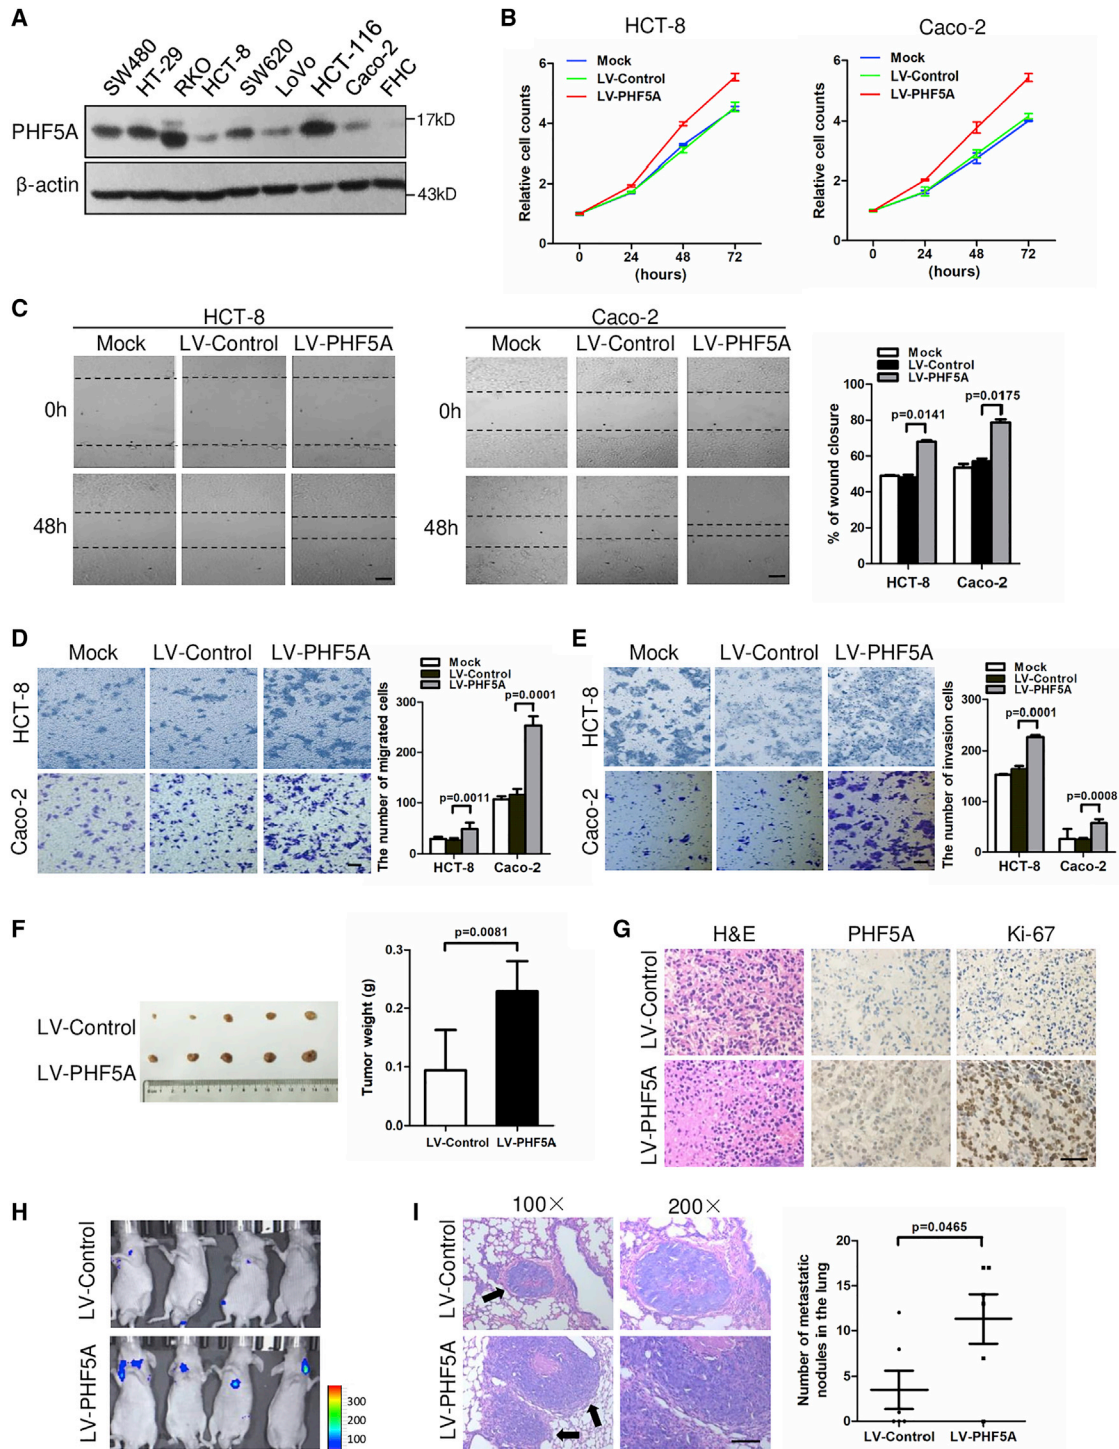 A
SW480 HT-29 RKO HCT-8 SW620 LoVo HCT-116 Caco-2 FHC
PHF5A
17kD
β-actin
43kD
B
HCT-8
Mock
LV-Control
LV-PHF5A
Relative cell counts
6
4
2
0
0 24 48 72
(hours)
Caco-2
Mock
LV-Control
LV-PHF5A
Relative cell counts
6
4
2
0
0 24 48 72
(hours)
C
HCT-8
Mock LV-Control LV-PHF5A
0h
48h
Caco-2
Mock LV-Control LV-PHF5A
0h
48h
Mock
LV-Control
LV-PHF5A
% of wound closure
100
80
60
40
20
0
p=0.0141
p=0.0175
HCT-8 Caco-2
D
Mock LV-Control LV-PHF5A
HCT-8
Caco-2
Mock
LV-Control
LV-PHF5A
The number of migrated cells
300
200
100
0
p=0.0011
p=0.0001
HCT-8 Caco-2
E
Mock LV-Control LV-PHF5A
HCT-8
Caco-2
Mock
LV-Control
LV-PHF5A
The number of invasion cells
300
200
100
0
p=0.0001
p=0.0008
HCT-8 Caco-2
F
LV-Control
LV-PHF5A
p=0.0081
Tumor weight (g)
0.3
0.2
0.1
0.0
LV-Control LV-PHF5A
G
H&E PHF5A Ki-67
LV-Control
LV-PHF5A
H
LV-Control
LV-PHF5A
300
200
100
I
100× 200×
LV-Control
LV-PHF5A
p=0.0465
Number of metastatic
nodules in the lung
20
15
10
5
0
LV-Control LV-PHF5A